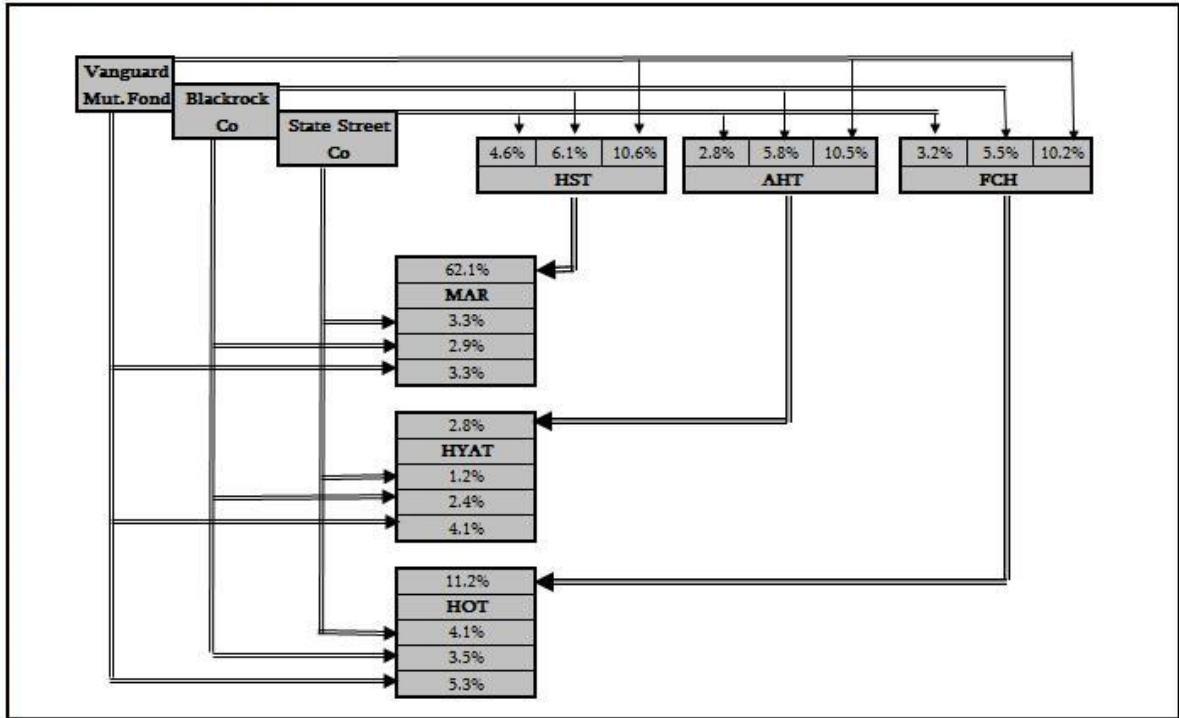 Vanguard
Mut. Fond
Blackrock
Co
State Street
Co
4.6% 6.1% 10.6%
HST
2.8% 5.8% 10.5%
AHT
3.2% 5.5% 10.2%
FCH
62.1%
MAR
3.3%
2.9%
3.3%
2.8%
HYAT
1.2%
2.4%
4.1%
11.2%
HOT
4.1%
3.5%
5.3%